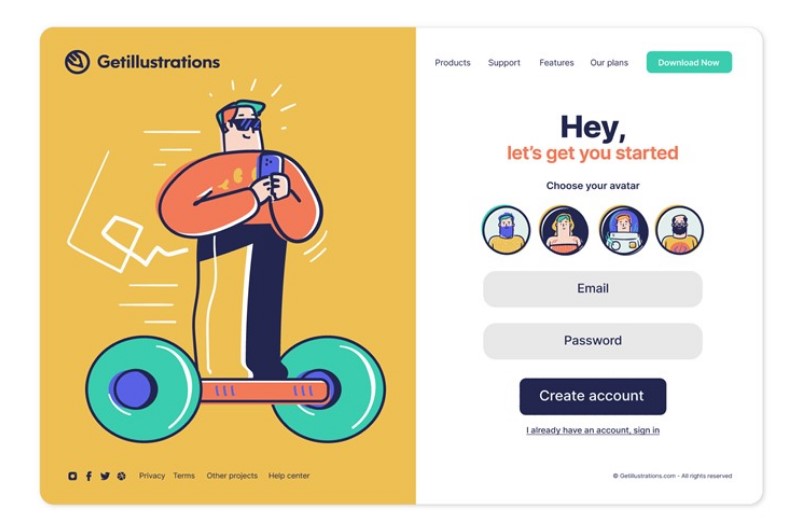 Getillustrations
Products Support Features Our plans Download Now
Hey,
let's get you started
Choose your avatar
Email
Password
Create account
I already have an account, sign in
Privacy Terms Other projects Help center
© Getillustrations.com - All rights reserved